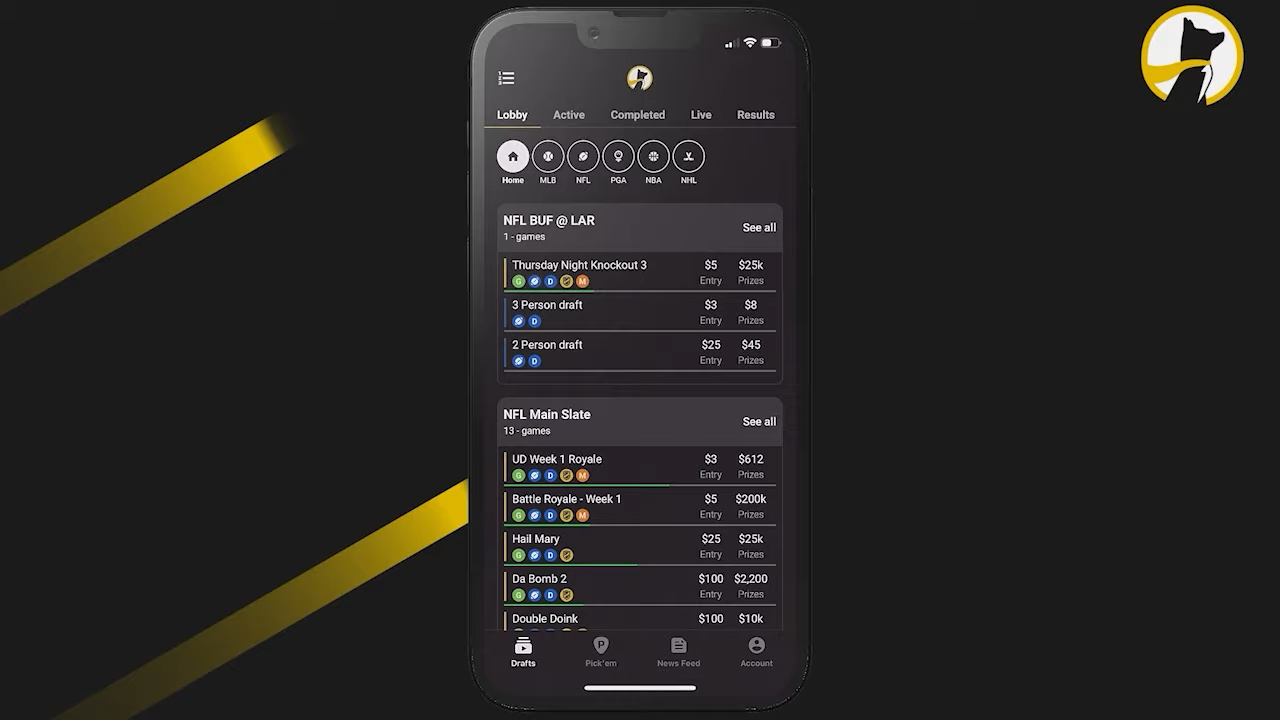 Lobby Active Completed Live Results
Home MLB NFL PGA NBA NHL
NFL BUF @ LAR
1 - games
See all
Thursday Night Knockout 3 $5 $25k
G D M Entry Prizes
3 Person draft $3 $8
D Entry Prizes
2 Person draft $25 $45
D Entry Prizes
NFL Main Slate
13 - games
See all
UD Week 1 Royale $3 $612
G D M Entry Prizes
Battle Royale - Week 1 $5 $200k
G D M Entry Prizes
Hail Mary $25 $25k
G D Entry Prizes
Da Bomb 2 $100 $2,200
G D Entry Prizes
Double Doink $100 $10k
P
Drafts Pick'em News Feed Account